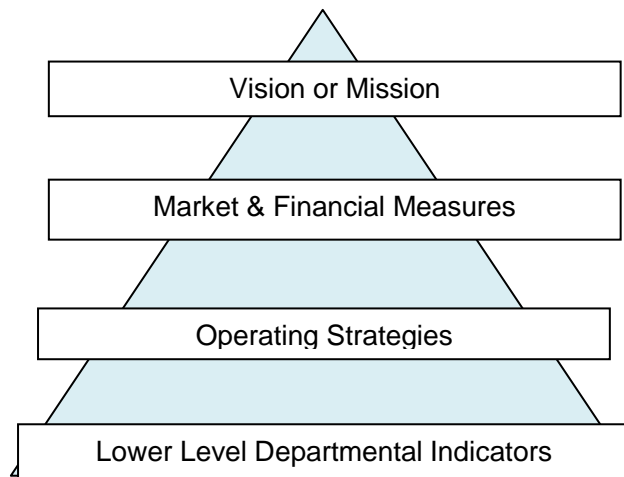 Vision or Mission
Market & Financial Measures
Operating Strategies
Lower Level Departmental Indicators